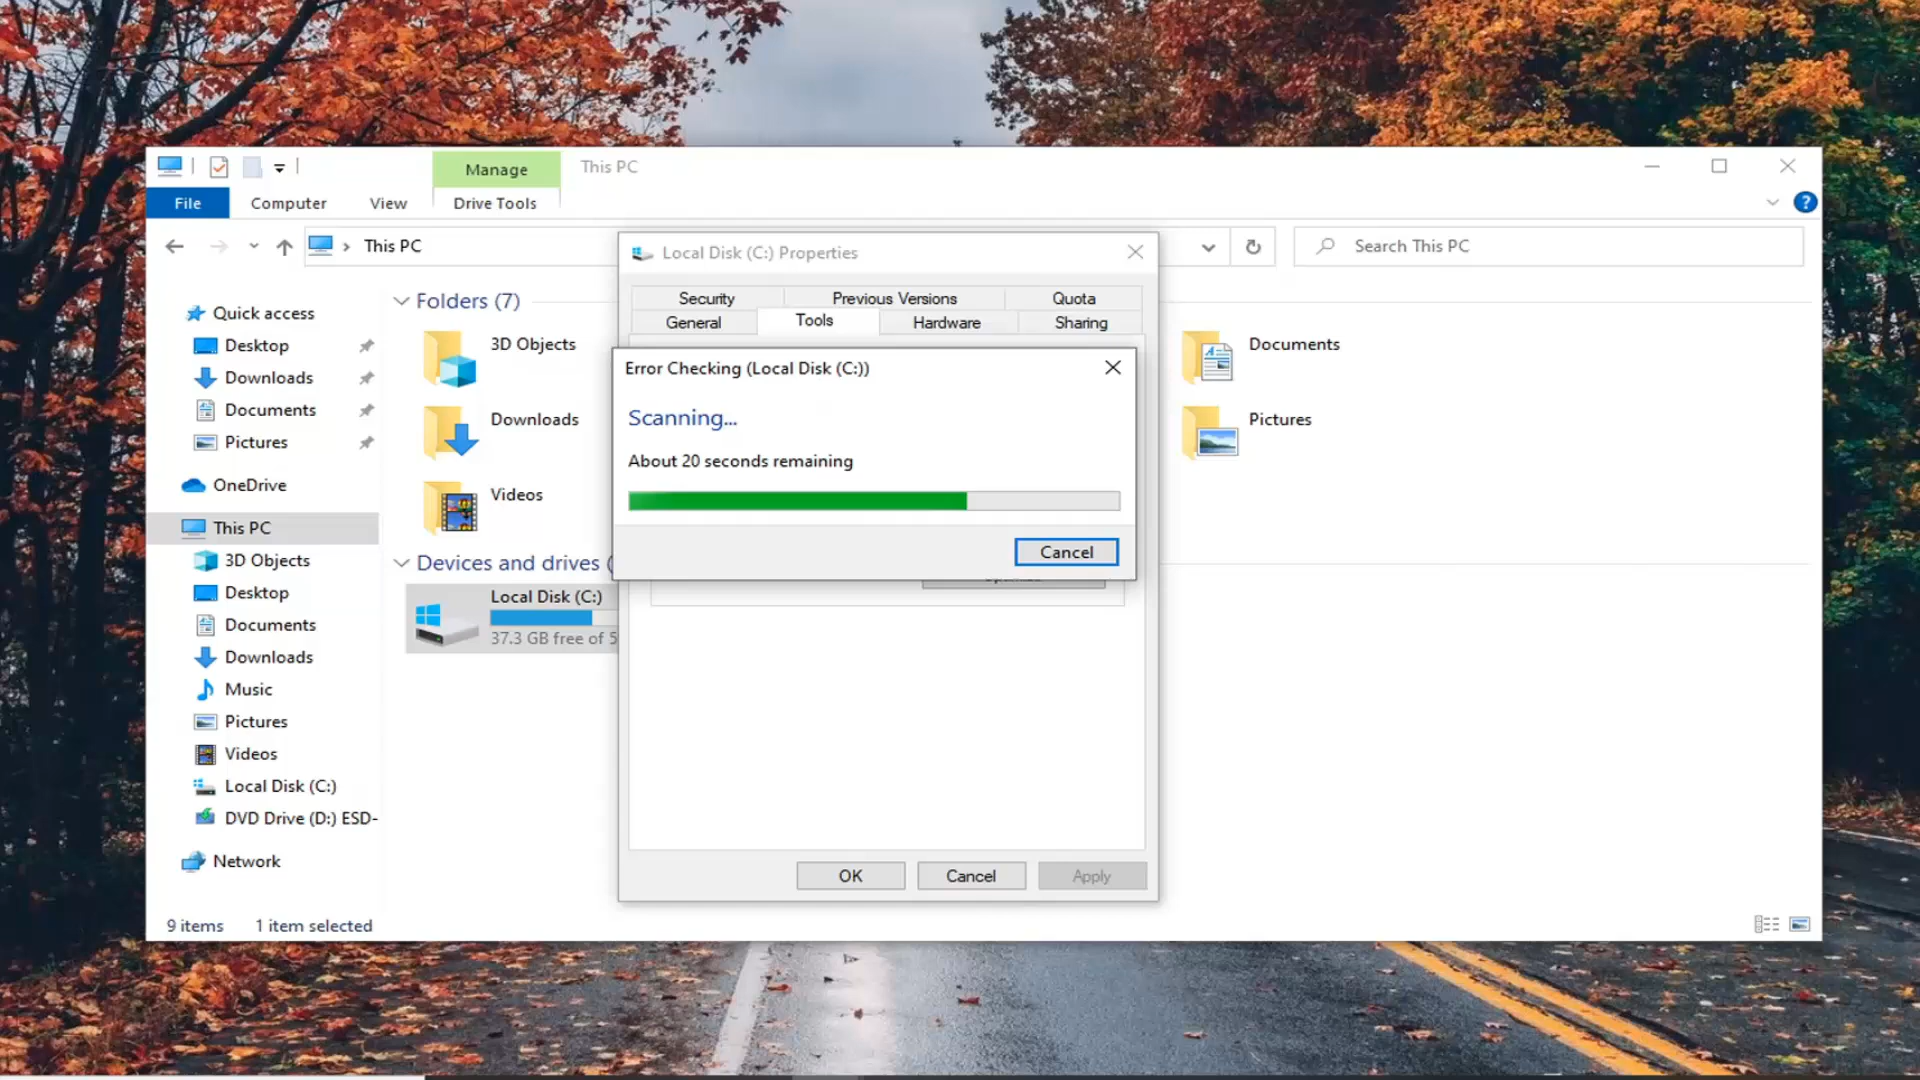 Manage
This PC
File
Computer
View
Drive Tools
?
This PC
Search This PC
Quick access
Desktop
Downloads
Documents
Pictures
OneDrive
This PC
3D Objects
Desktop
Documents
Downloads
Music
Pictures
Videos
Local Disk (C:)
DVD Drive (D:) ESD-
Network
Folders (7)
3D Objects
Downloads
Videos
Documents
Pictures
Devices and drives (
Local Disk (C:)
37.3 GB free of 5
Local Disk (C:) Properties
Security
Previous Versions
Quota
General
Tools
Hardware
Sharing
Error Checking (Local Disk (C:))
Scanning...
About 20 seconds remaining
Cancel
OK
Cancel
Apply
9 items
1 item selected